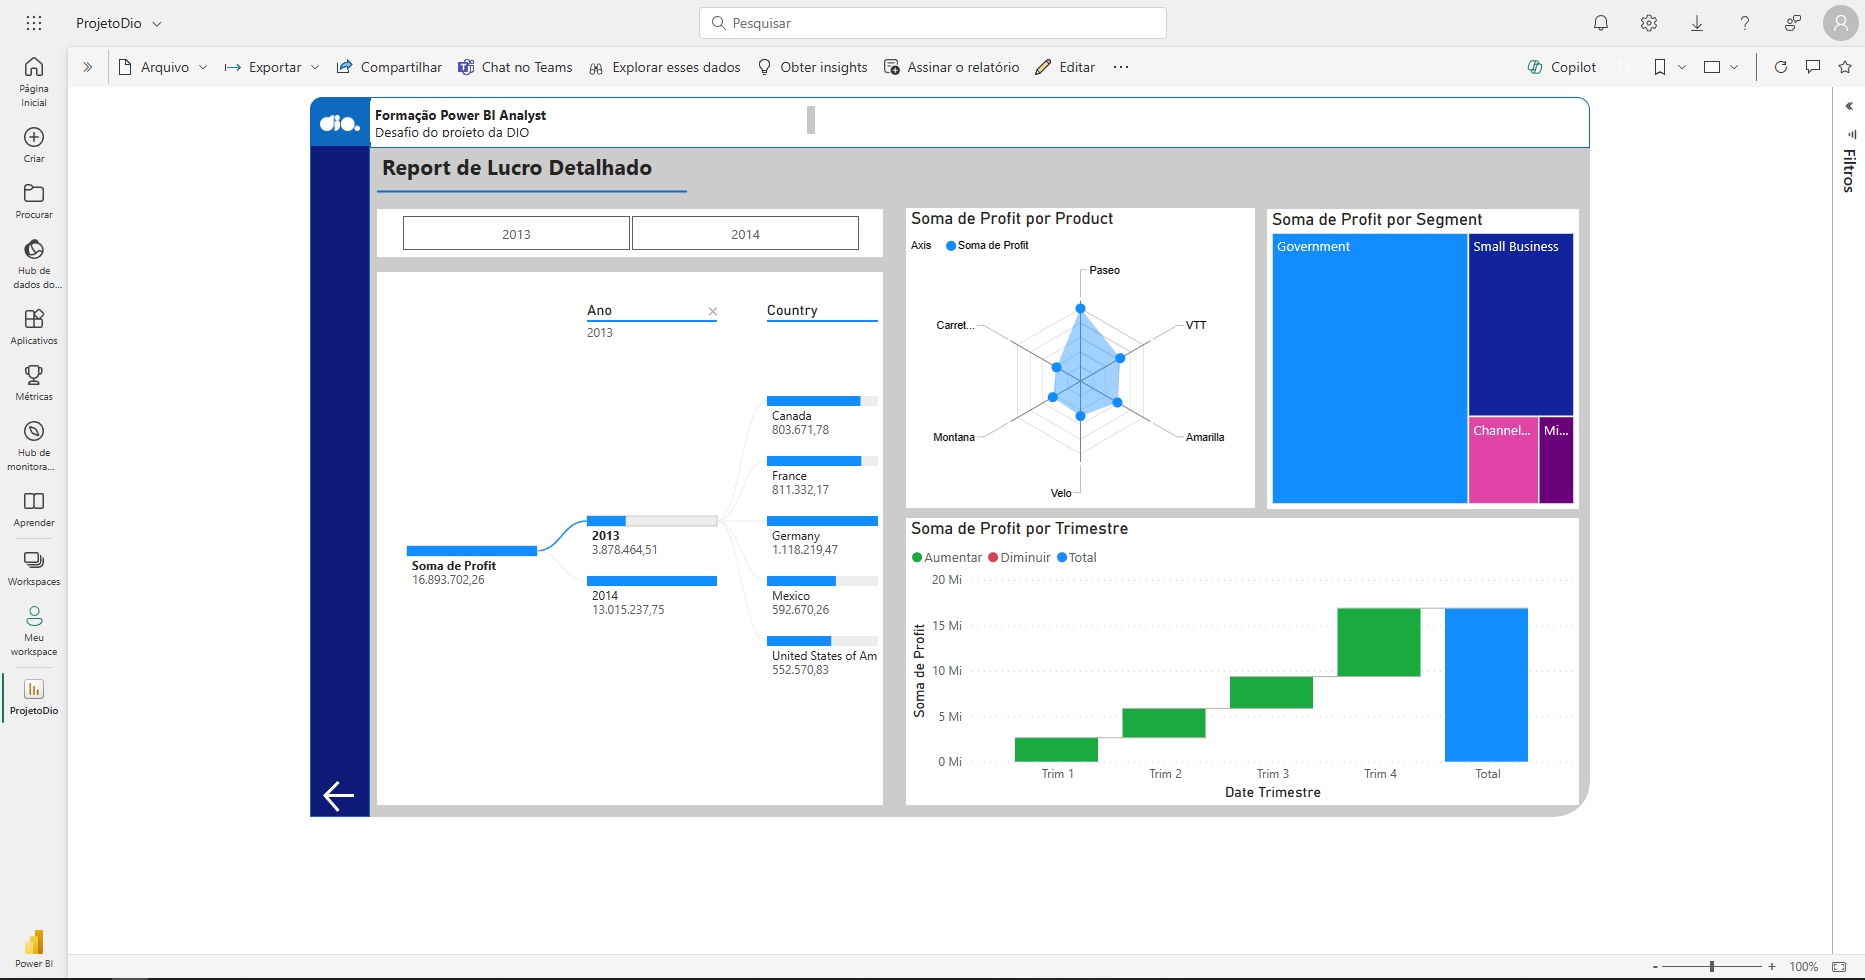 ProjetoDio
Pesquisar
Arquivo
Exportar
Compartilhar
Chat no Teams
Explorar esses dados
Obter insights
Assinar o relatório
Editar
Copilot
Página
Inicial
Criar
Procurar
Hub de
dados do...
Aplicativos
Métricas
Hub de
monitora...
Aprender
Workspaces
Meu
workspace
ProjetoDio
Power BI
dio.
Formação Power BI Analyst
Desafio do projeto da DIO
Report de Lucro Detalhado
2013
2014
Ano
2013
Country
Canada
803.671,78
France
811.332,17
Germany
1.118.219,47
Mexico
592.670,26
United States of Am
552.570,83
2013
3.878.464,51
2014
13.015.237,75
Soma de Profit
16.893.702,26
Soma de Profit por Product
Axis
Soma de Profit
Paseo
VTT
Amarilla
Velo
Montana
Carret...
Soma de Profit por Segment
Government
Small Business
Channel...
Mi...
Soma de Profit por Trimestre
Aumentar
Diminuir
Total
Soma de Profit
20 Mi
15 Mi
10 Mi
5 Mi
0 Mi
Trim 1
Trim 2
Trim 3
Trim 4
Total
Date Trimestre
Filtros
- + 100%